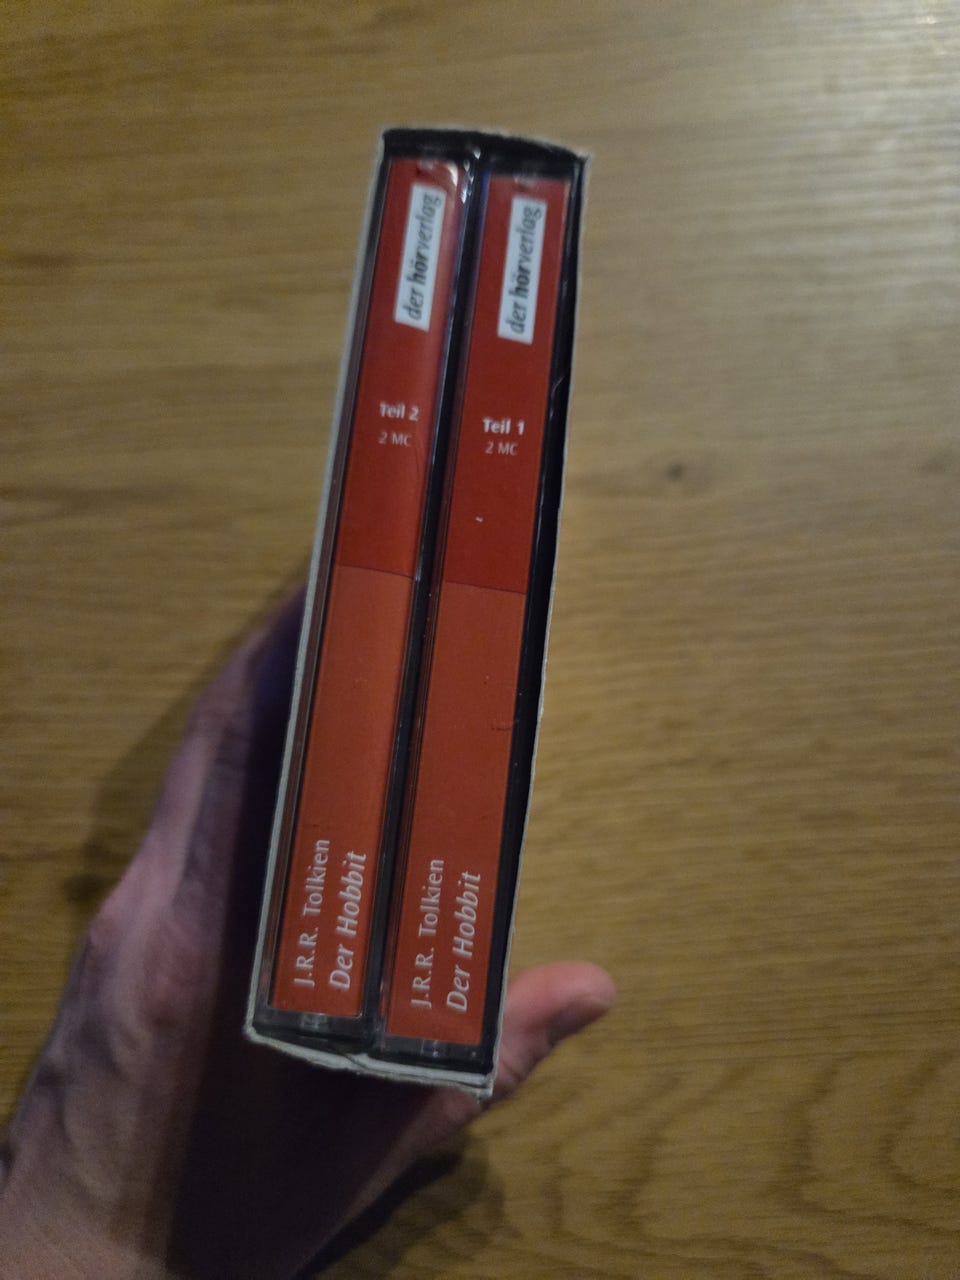 der hörverlag
Teil 2
2 MC
J.R.R. Tolkien
Der Hobbit
der hörverlag
Teil 1
2 MC
J.R.R. Tolkien
Der Hobbit